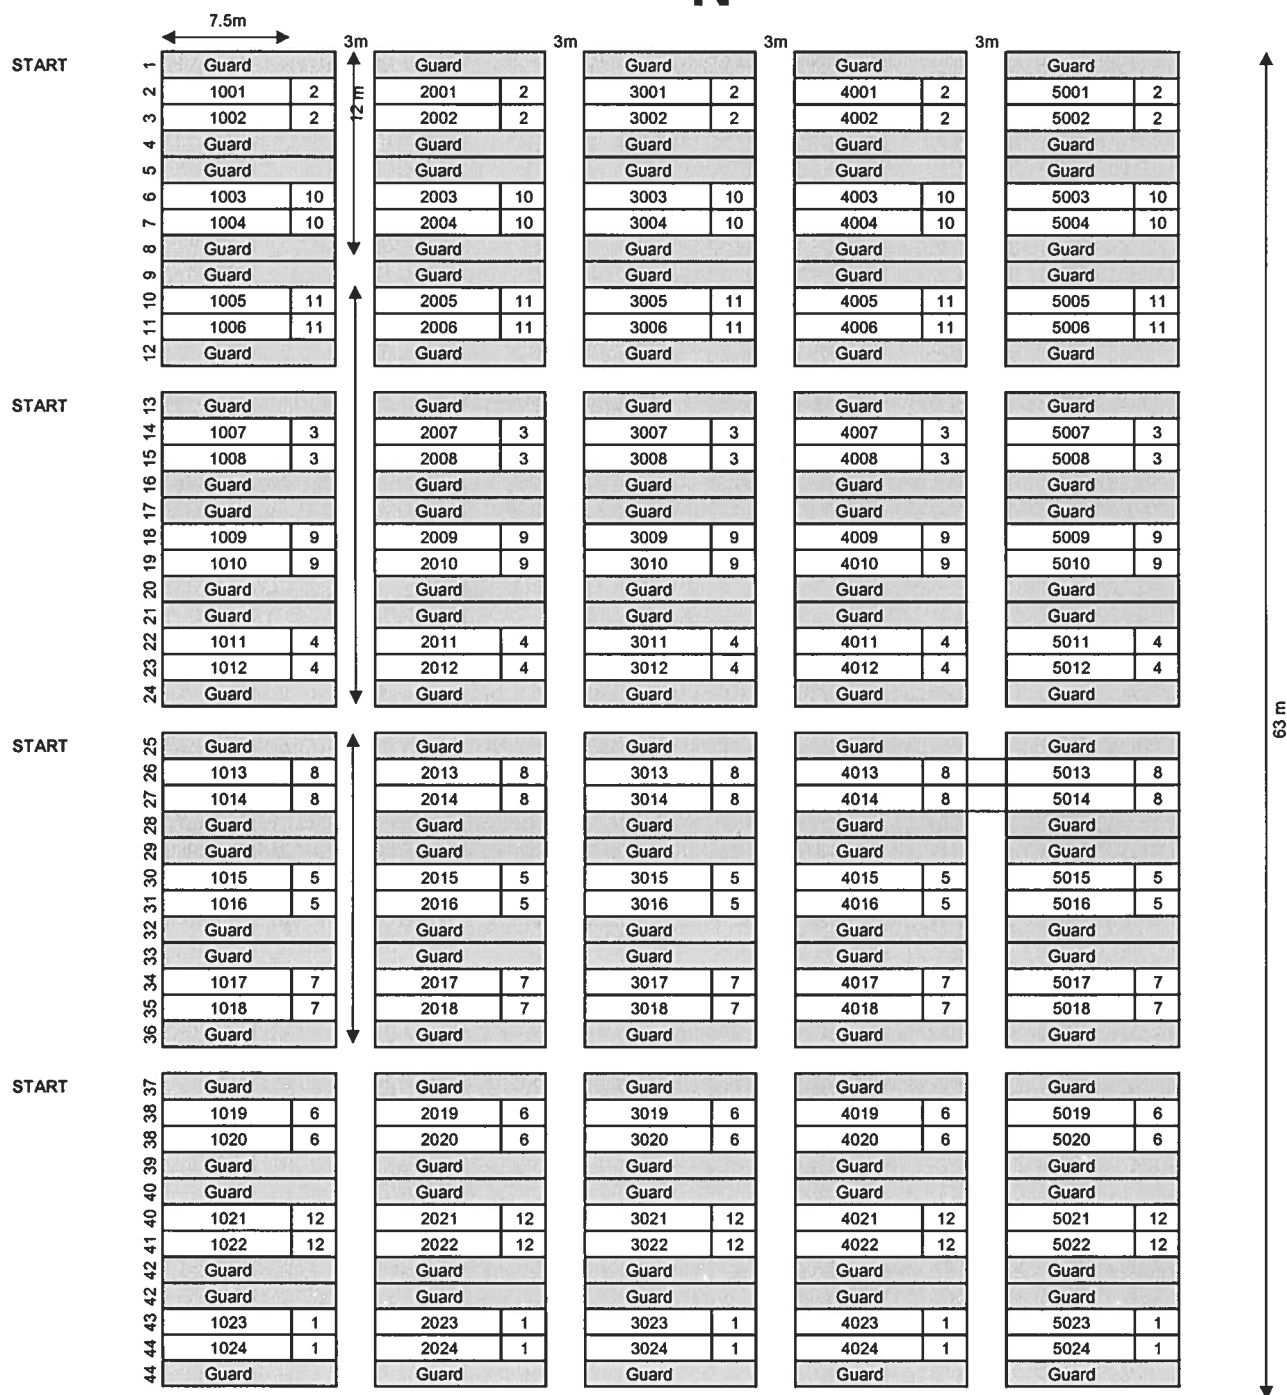 N
7.5m
3m 3m 3m 3m
START 1 Guard Guard Guard Guard Guard
2 1001 2 12 m 2001 2 3001 2 4001 2 5001 2
3 1002 2 2002 2 3002 2 4002 2 5002 2
4 Guard Guard Guard Guard Guard
5 Guard Guard Guard Guard Guard
6 1003 10 2003 10 3003 10 4003 10 5003 10
7 1004 10 2004 10 3004 10 4004 10 5004 10
8 Guard Guard Guard Guard Guard
9 Guard Guard Guard Guard Guard
10 1005 11 2005 11 3005 11 4005 11 5005 11
11 1006 11 2006 11 3006 11 4006 11 5006 11
12 Guard Guard Guard Guard Guard
START 13 Guard Guard Guard Guard Guard
14 1007 3 2007 3 3007 3 4007 3 5007 3
15 1008 3 2008 3 3008 3 4008 3 5008 3
16 Guard Guard Guard Guard Guard
17 Guard Guard Guard Guard Guard
18 1009 9 2009 9 3009 9 4009 9 5009 9
19 1010 9 2010 9 3010 9 4010 9 5010 9
20 Guard Guard Guard Guard Guard
21 Guard Guard Guard Guard Guard
22 1011 4 2011 4 3011 4 4011 4 5011 4
23 1012 4 2012 4 3012 4 4012 4 5012 4
24 Guard Guard Guard Guard Guard
63 m
START 25 Guard Guard Guard Guard Guard
26 1013 8 2013 8 3013 8 4013 8 5013 8
27 1014 8 2014 8 3014 8 4014 8 5014 8
28 Guard Guard Guard Guard Guard
29 Guard Guard Guard Guard Guard
30 1015 5 2015 5 3015 5 4015 5 5015 5
31 1016 5 2016 5 3016 5 4016 5 5016 5
32 Guard Guard Guard Guard Guard
33 Guard Guard Guard Guard Guard
34 1017 7 2017 7 3017 7 4017 7 5017 7
35 1018 7 2018 7 3018 7 4018 7 5018 7
36 Guard Guard Guard Guard Guard
START 37 Guard Guard Guard Guard Guard
38 1019 6 2019 6 3019 6 4019 6 5019 6
38 1020 6 2020 6 3020 6 4020 6 5020 6
39 Guard Guard Guard Guard Guard
40 Guard Guard Guard Guard Guard
40 1021 12 2021 12 3021 12 4021 12 5021 12
41 1022 12 2022 12 3022 12 4022 12 5022 12
42 Guard Guard Guard Guard Guard
42 Guard Guard Guard Guard Guard
43 1023 1 2023 1 3023 1 4023 1 5023 1
44 1024 1 2024 1 3024 1 4024 1 5024 1
44 Guard Guard Guard Guard Guard